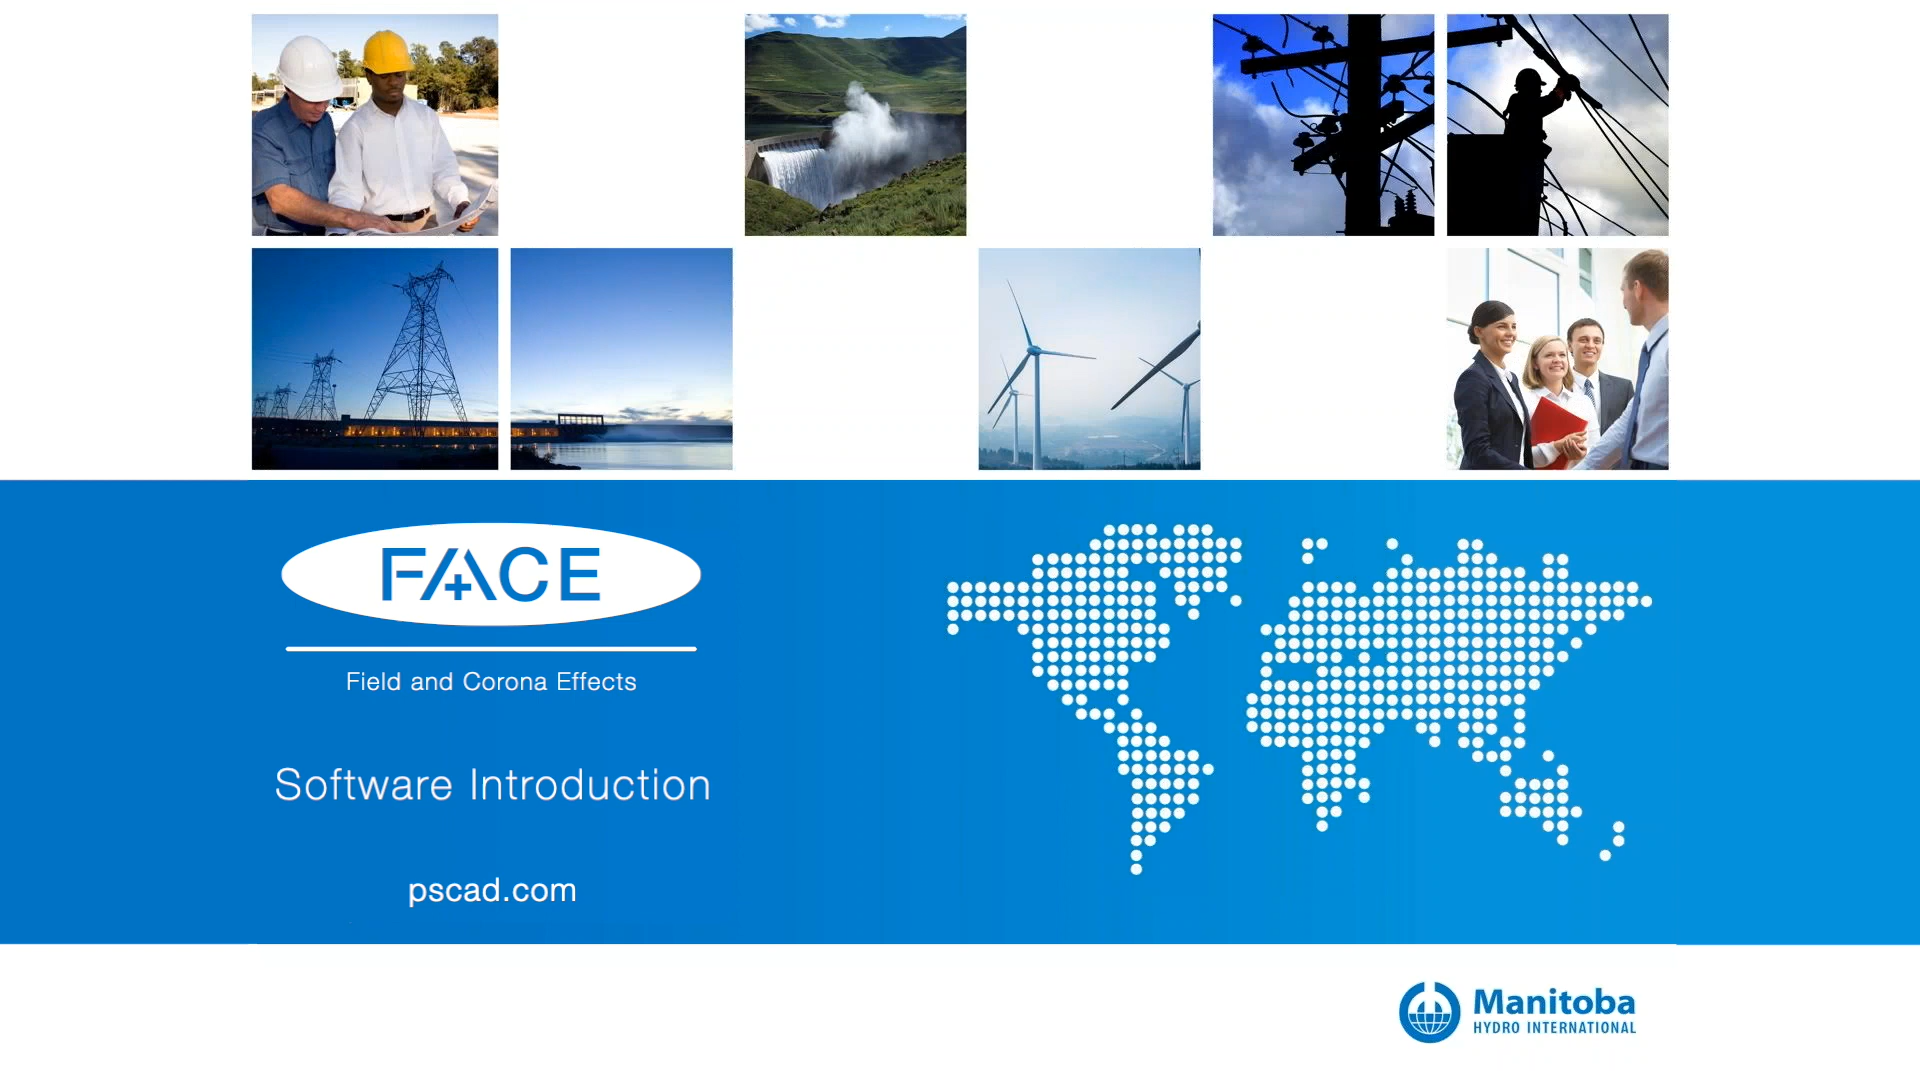 FACE
Field and Corona Effects
Software Introduction
pscad.com
Manitoba
HYDRO INTERNATIONAL